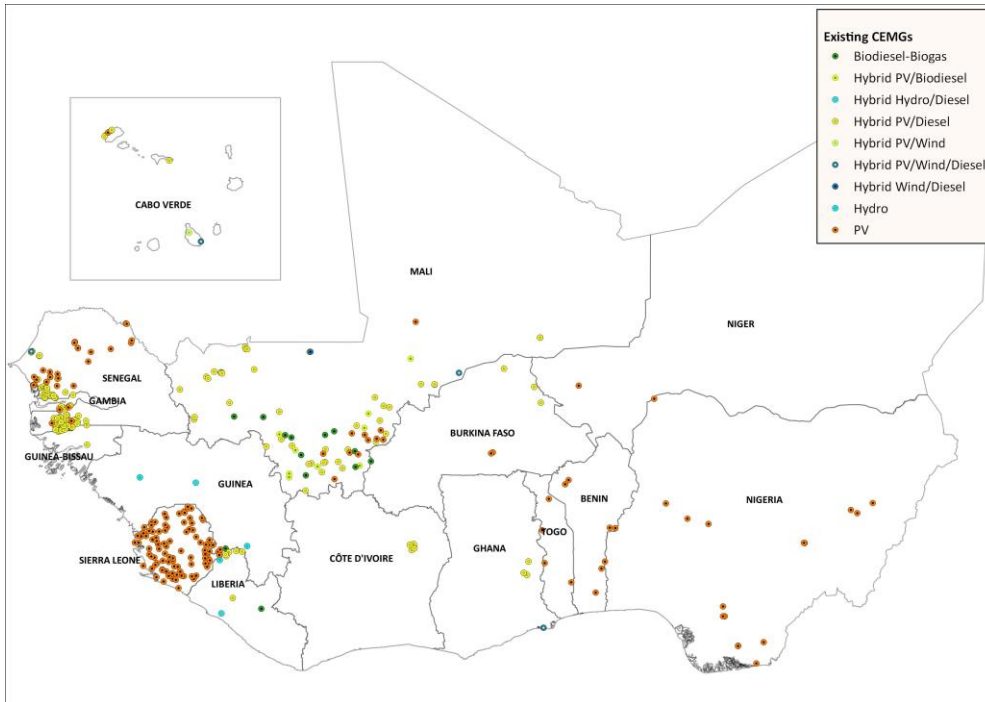 Existing CEMGs
Biodiesel-Biogas
Hybrid PV/Biodiesel
Hybrid Hydro/Diesel
Hybrid PV/Diesel
Hybrid PV/Wind
Hybrid PV/Wind/Diesel
Hybrid Wind/Diesel
Hydro
PV
CABO VERDE
MALI
NIGER
SENEGAL
GAMBIA
BURKINA FASO
GUINEA-BISSAU
GUINEA
BENIN
NIGERIA
TOGO
GHANA
CÔTE D'IVOIRE
SIERRA LEONE
LIBERIA